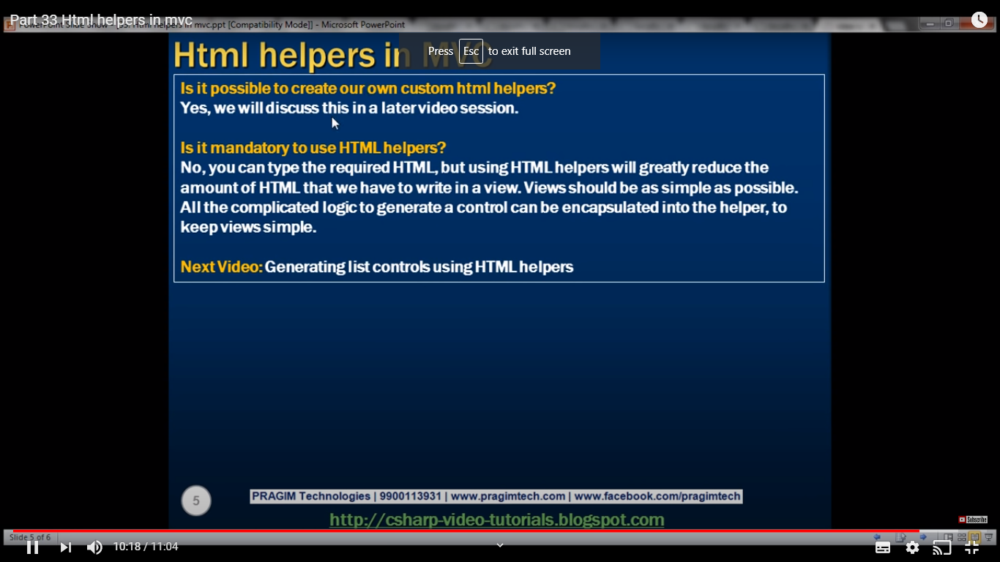 Part 33 Html helpers in mvc
PowerPoint Slide Show - [33. Html helpers in mvc.ppt [Compatibility Mode]] - Microsoft PowerPoint
Press Esc to exit full screen
Html helpers in MVC
Is it possible to create our own custom html helpers?
Yes, we will discuss this in a later video session.
Is it mandatory to use HTML helpers?
No, you can type the required HTML, but using HTML helpers will greatly reduce the
amount of HTML that we have to write in a view. Views should be as simple as possible.
All the complicated logic to generate a control can be encapsulated into the helper, to
keep views simple.
Next Video: Generating list controls using HTML helpers
5
PRAGIM Technologies | 9900113931 | www.pragimtech.com | www.facebook.com/pragimtech
http://csharp-video-tutorials.blogspot.com
Subscribe
Slide 5 of 6
10:18 / 11:04